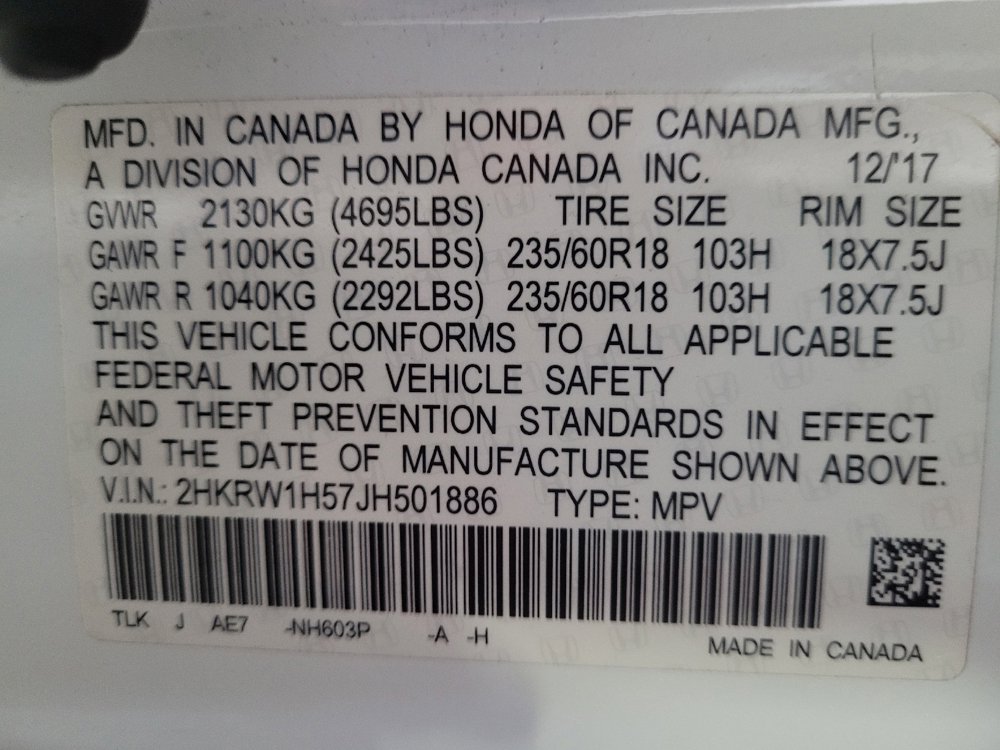 MFD. IN CANADA BY HONDA OF CANADA MFG.,
A DIVISION OF HONDA CANADA INC. 12/'17
GVWR 2130KG (4695LBS) TIRE SIZE RIM SIZE
GAWR F 1100KG (2425LBS) 235/60R18 103H 18X7.5J
GAWR R 1040KG (2292LBS) 235/60R18 103H 18X7.5J
THIS VEHICLE CONFORMS TO ALL APPLICABLE
FEDERAL MOTOR VEHICLE SAFETY
AND THEFT PREVENTION STANDARDS IN EFFECT
ON THE DATE OF MANUFACTURE SHOWN ABOVE.
V.I.N.: 2HKRW1H57JH501886 TYPE: MPV
TLK J AE7 -NH603P -A -H
MADE IN CANADA